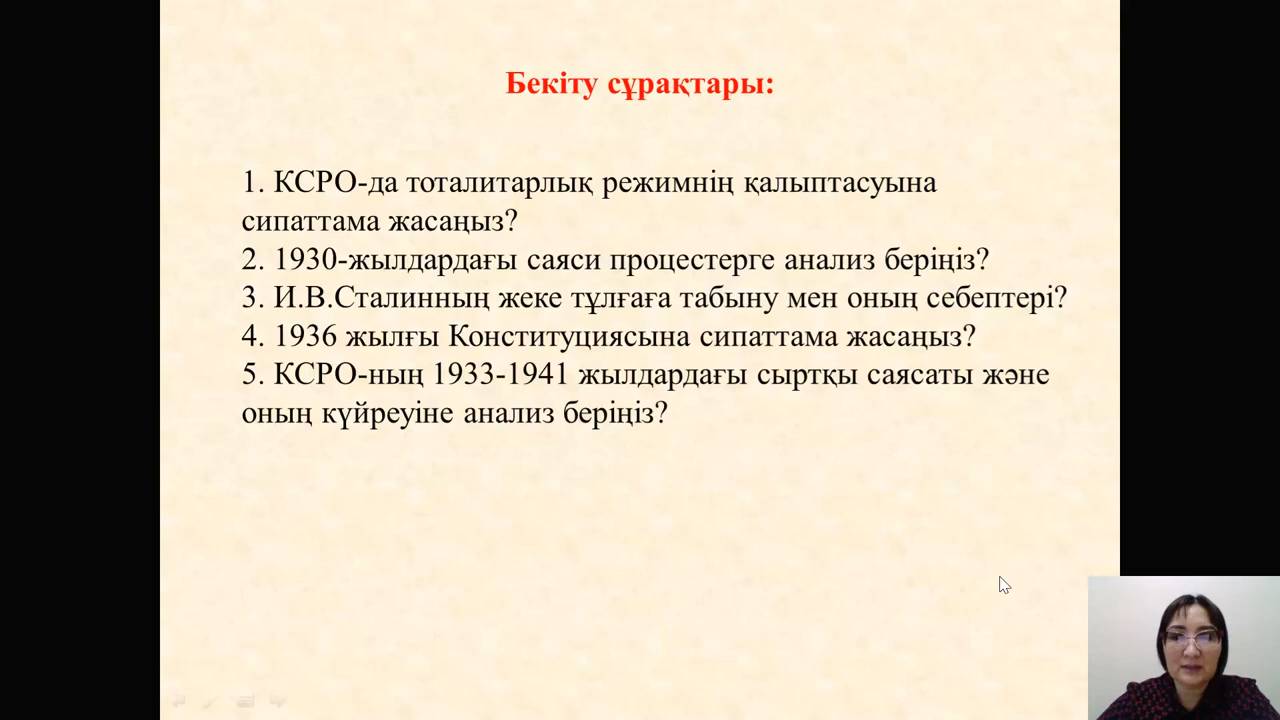 Бекіту сұрақтары:
1. КСРО-да тоталитарлық режимнің қалыптасуына
сипаттама жасаңыз?
2. 1930-жылдардағы саяси процестерге анализ беріңіз?
3. И.В.Сталинның жеке тұлғаға табыну мен оның себептері?
4. 1936 жылғы Конституциясына сипаттама жасаңыз?
5. КСРО-ның 1933-1941 жылдардағы сыртқы саясаты және
оның күйреуіне анализ беріңіз?